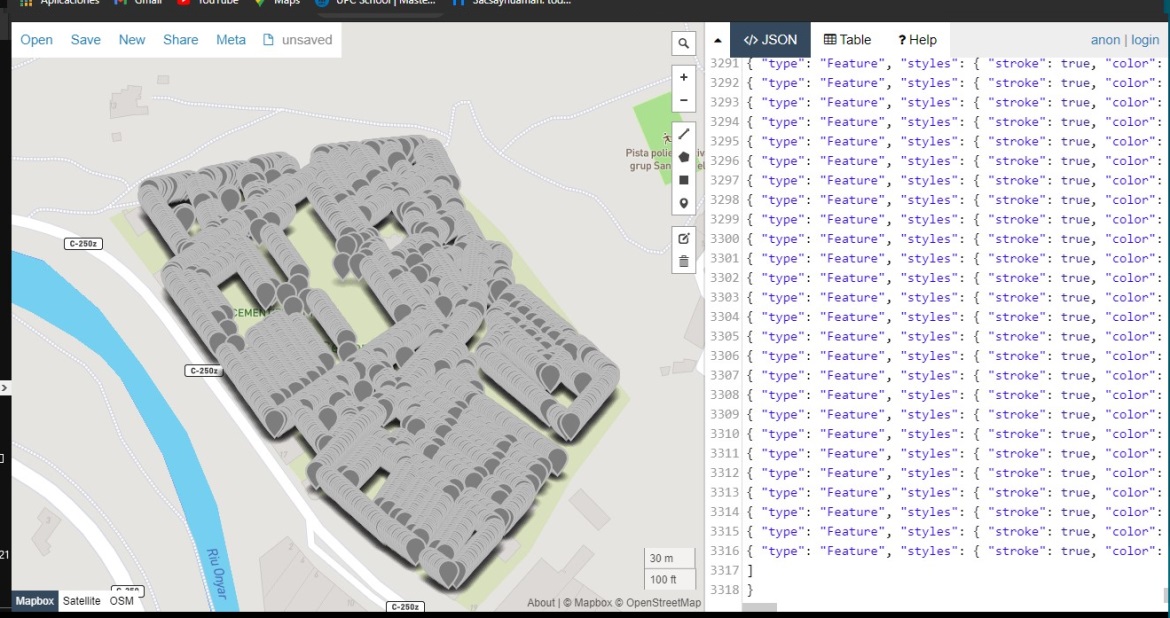 Aplicaciones Gmail YouTube Maps UPC School | Maste... Jacsayhuaman: tod...
Open Save New Share Meta unsaved
</> JSON Table ? Help anon | login
+
−
Pista polie
grup San
C-250z
CEMEN
C-250z
17
Riu Onyar
30 m
100 ft
C-250z
C-250z
Mapbox Satellite OSM
About | © Mapbox © OpenStreetMap
21
3291 { "type": "Feature", "styles": { "stroke": true, "color":
3292 { "type": "Feature", "styles": { "stroke": true, "color":
3293 { "type": "Feature", "styles": { "stroke": true, "color":
3294 { "type": "Feature", "styles": { "stroke": true, "color":
3295 { "type": "Feature", "styles": { "stroke": true, "color":
3296 { "type": "Feature", "styles": { "stroke": true, "color":
3297 { "type": "Feature", "styles": { "stroke": true, "color":
3298 { "type": "Feature", "styles": { "stroke": true, "color":
3299 { "type": "Feature", "styles": { "stroke": true, "color":
3300 { "type": "Feature", "styles": { "stroke": true, "color":
3301 { "type": "Feature", "styles": { "stroke": true, "color":
3302 { "type": "Feature", "styles": { "stroke": true, "color":
3303 { "type": "Feature", "styles": { "stroke": true, "color":
3304 { "type": "Feature", "styles": { "stroke": true, "color":
3305 { "type": "Feature", "styles": { "stroke": true, "color":
3306 { "type": "Feature", "styles": { "stroke": true, "color":
3307 { "type": "Feature", "styles": { "stroke": true, "color":
3308 { "type": "Feature", "styles": { "stroke": true, "color":
3309 { "type": "Feature", "styles": { "stroke": true, "color":
3310 { "type": "Feature", "styles": { "stroke": true, "color":
3311 { "type": "Feature", "styles": { "stroke": true, "color":
3312 { "type": "Feature", "styles": { "stroke": true, "color":
3313 { "type": "Feature", "styles": { "stroke": true, "color":
3314 { "type": "Feature", "styles": { "stroke": true, "color":
3315 { "type": "Feature", "styles": { "stroke": true, "color":
3316 { "type": "Feature", "styles": { "stroke": true, "color":
3317 ]
3318 }